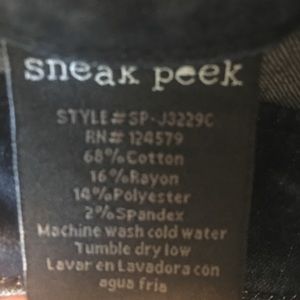 sneak peek
STYLE#SP-J3229C
RN# 124579
68%Cotton
16%Rayon
14%Polyester
2%Spandex
Machine wash cold water
Tumble dry low
Lavar en Lavadora con
agua fria